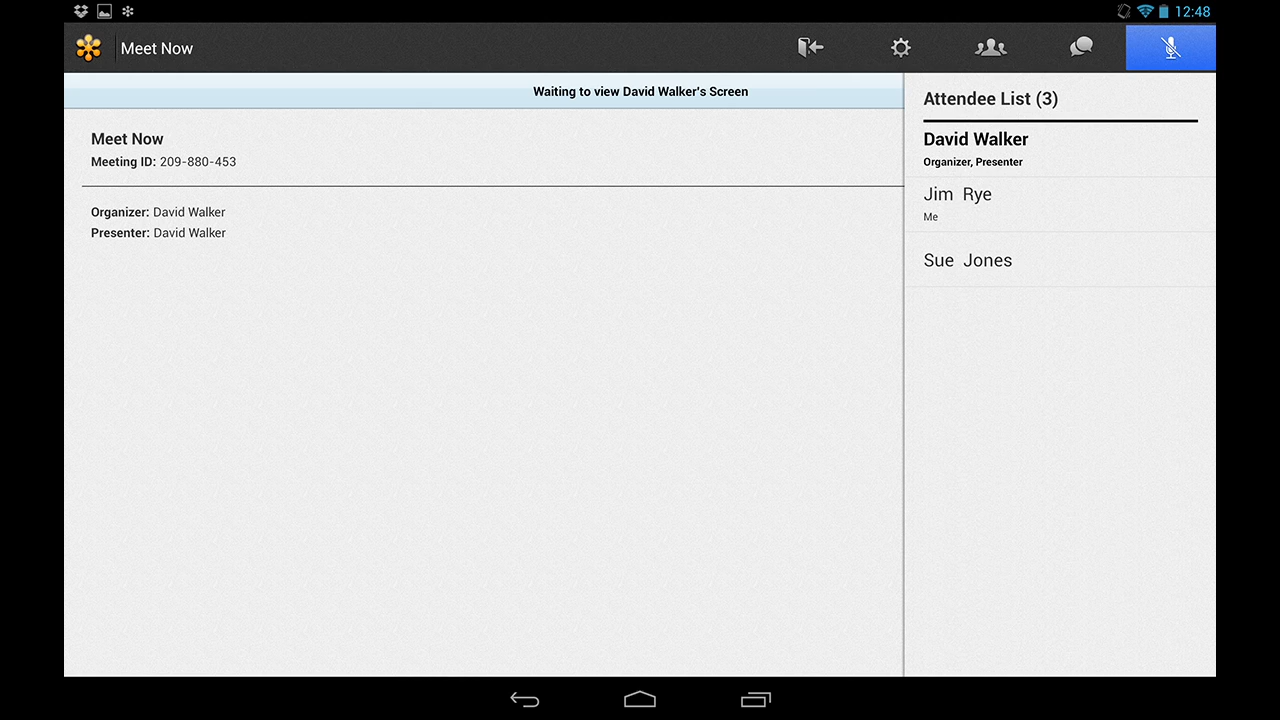 12:48
Meet Now
Waiting to view David Walker's Screen
Meet Now
Meeting ID: 209-880-453
Organizer: David Walker
Presenter: David Walker
Attendee List (3)
David Walker
Organizer, Presenter
Jim Rye
Me
Sue Jones